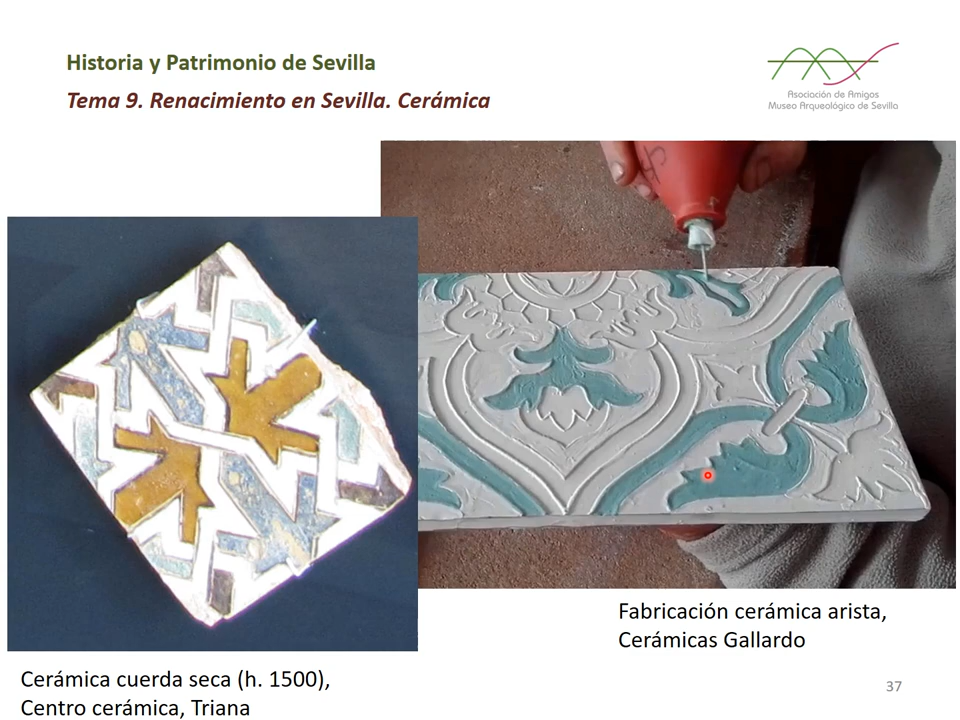 Historia y Patrimonio de Sevilla
Tema 9. Renacimiento en Sevilla. Cerámica
Asociación de Amigos
Museo Arqueológico de Sevilla
Fabricación cerámica arista,
Cerámicas Gallardo
Cerámica cuerda seca (h. 1500),
Centro cerámica, Triana
37